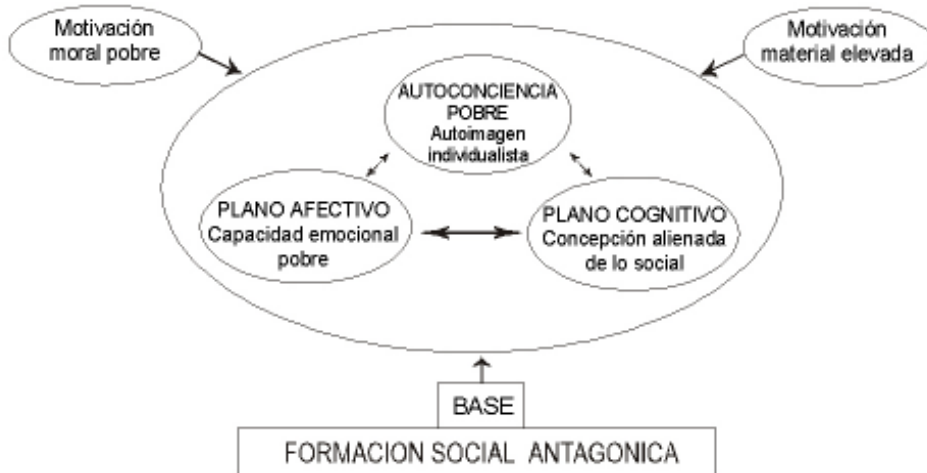 Motivación
moral pobre
Motivación
material elevada
AUTOCONCIENCIA
POBRE
Autoimagen
individualista
PLANO AFECTIVO
Capacidad emocional
pobre
PLANO COGNITIVO
Concepción alienada
de lo social
BASE
FORMACION SOCIAL ANTAGONICA